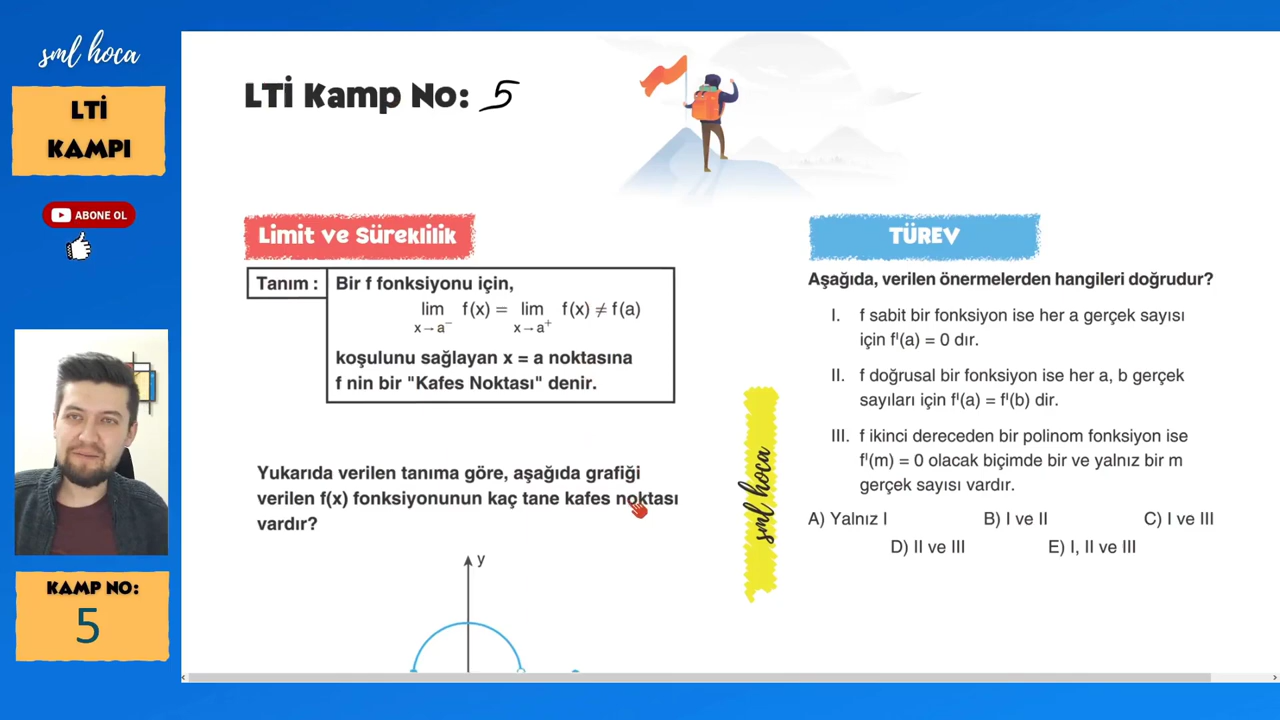 sml hoca
LTİ
KAMPI
ABONE OL
KAMP NO:
5
LTİ Kamp No: 5
Limit ve Süreklilik
Tanım :
Bir f fonksiyonu için,
lim f(x) = lim f(x) ≠ f(a)
x→a⁻ x→a⁺
koşulunu sağlayan x = a noktasına
f nin bir "Kafes Noktası" denir.
Yukarıda verilen tanıma göre, aşağıda grafiği
verilen f(x) fonksiyonunun kaç tane kafes noktası
vardır?
y
sml hoca
TÜREV
Aşağıda, verilen önermelerden hangileri doğrudur?
I. f sabit bir fonksiyon ise her a gerçek sayısı
için fᴵ(a) = 0 dır.
II. f doğrusal bir fonksiyon ise her a, b gerçek
sayıları için fᴵ(a) = fᴵ(b) dir.
III. f ikinci dereceden bir polinom fonksiyon ise
fᴵ(m) = 0 olacak biçimde bir ve yalnız bir m
gerçek sayısı vardır.
A) Yalnız I B) I ve II C) I ve III
D) II ve III E) I, II ve III